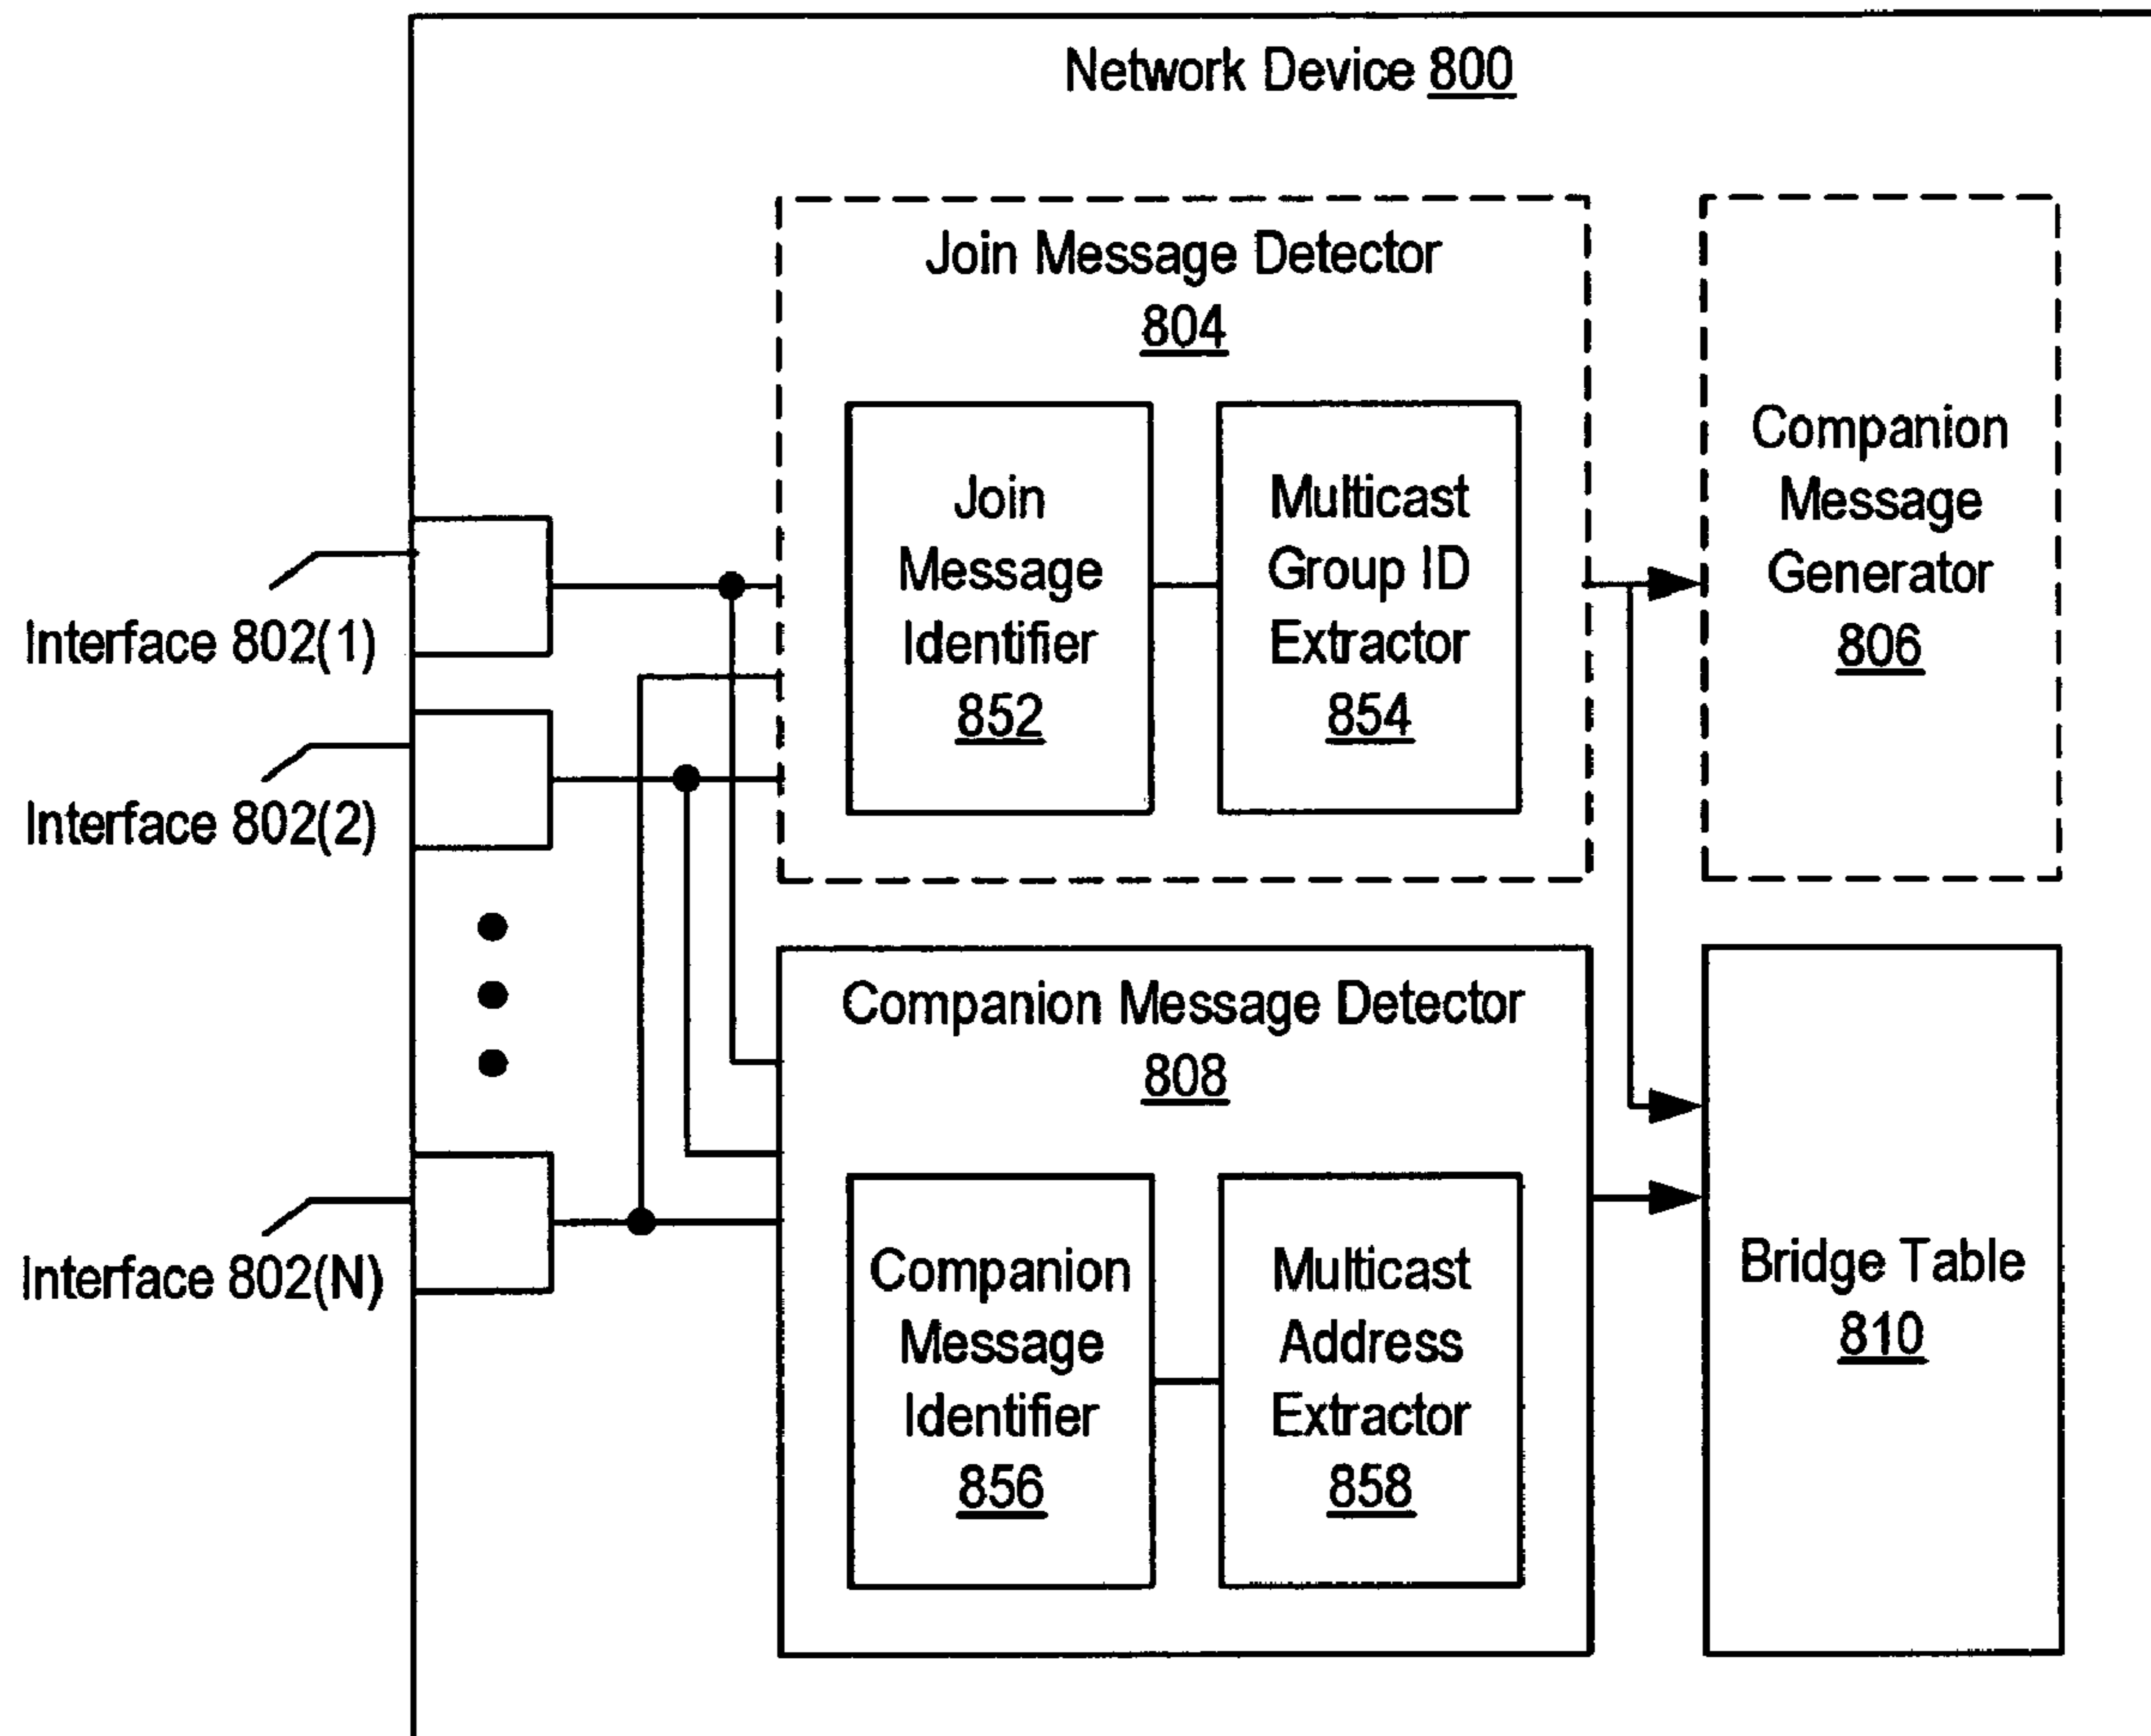 Network Device 800
Join Message Detector
804
Join
Message
Identifier
852
Multicast
Group ID
Extractor
854
Companion
Message
Generator
806
Interface 802(1)
Interface 802(2)
Interface 802(N)
Companion Message Detector
808
Companion
Message
Identifier
856
Multicast
Address
Extractor
858
Bridge Table
810